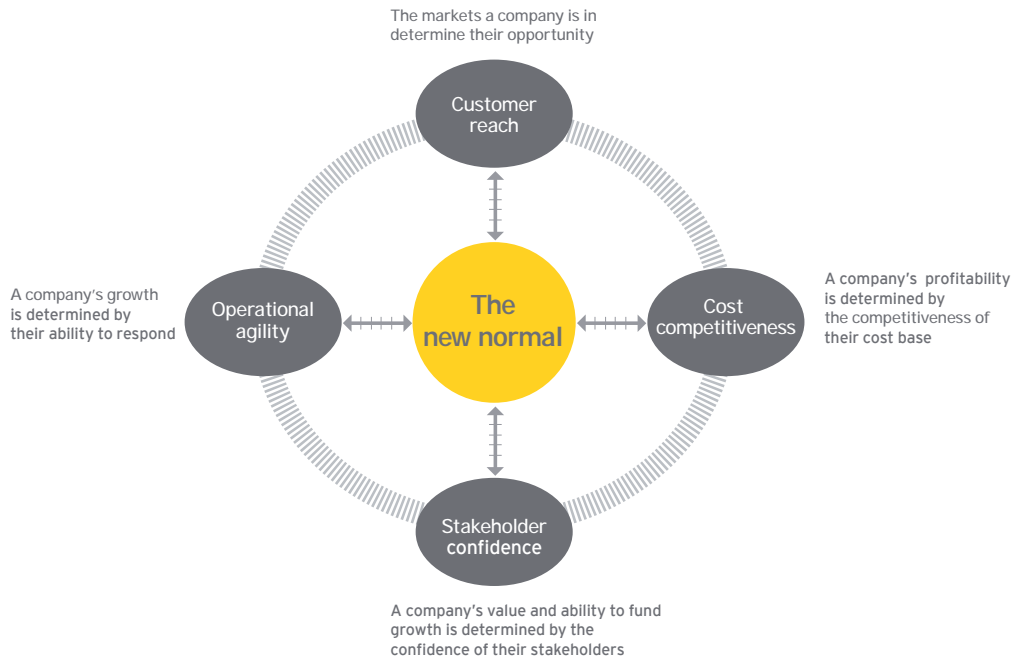 The markets a company is in
determine their opportunity
Customer
reach
A company's growth
is determined by
their ability to respond
Operational
agility
The
new normal
Cost
competitiveness
A company's profitability
is determined by
the competitiveness of
their cost base
Stakeholder
confidence
A company's value and ability to fund
growth is determined by the
confidence of their stakeholders